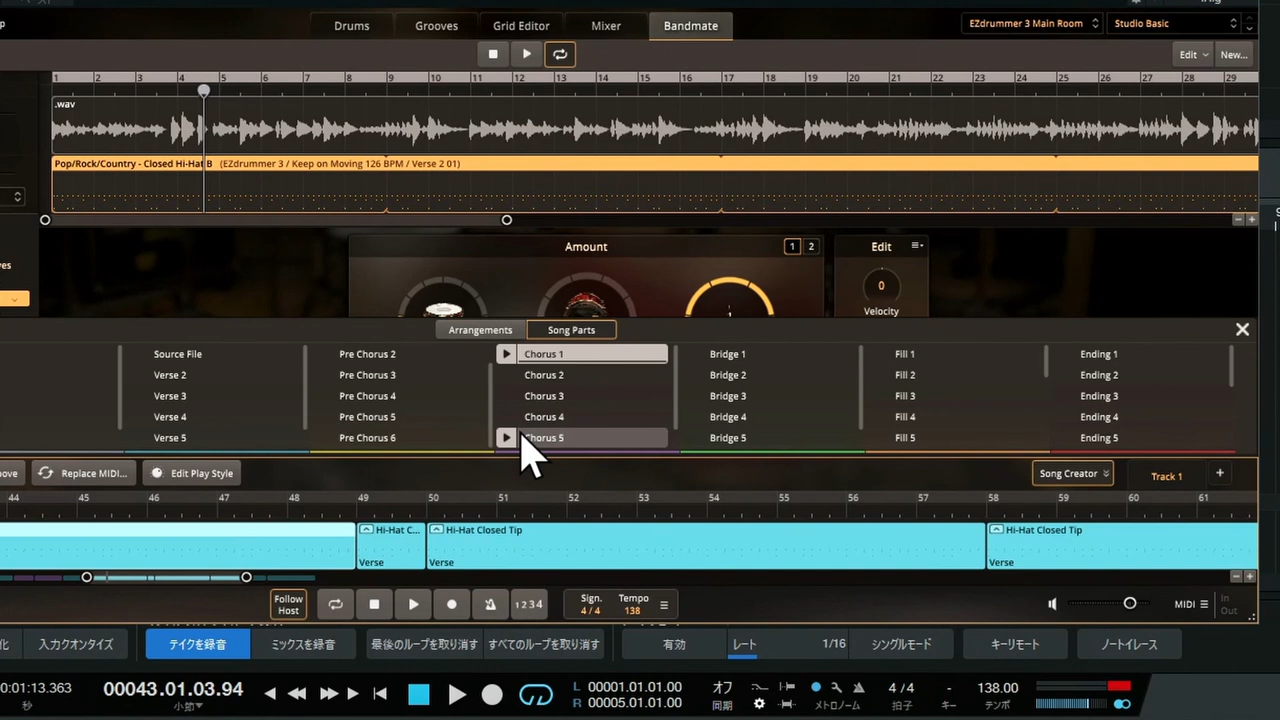 Drums Grooves Grid Editor Mixer Bandmate EZdrummer 3 Main Room Studio Basic
Edit New...
1 2 3 4 5 6 7 8 9 10 11 12 13 14 15 16 17 18 19 20 21 22 23 24 25 26 27 28 29
.wav
Pop/Rock/Country - Closed Hi-Hat B (EZdrummer 3 / Keep on Moving 126 BPM / Verse 2 01)
Amount 1 2 Edit
0
Velocity
Arrangements Song Parts
Source File Pre Chorus 2 Chorus 1 Bridge 1 Fill 1 Ending 1
Verse 2 Pre Chorus 3 Chorus 2 Bridge 2 Fill 2 Ending 2
Verse 3 Pre Chorus 4 Chorus 3 Bridge 3 Fill 3 Ending 3
Verse 4 Pre Chorus 5 Chorus 4 Bridge 4 Fill 4 Ending 4
Verse 5 Pre Chorus 6 Chorus 5 Bridge 5 Fill 5 Ending 5
Replace MIDI... Edit Play Style Song Creator Track 1 +
44 45 46 47 48 49 50 51 52 53 54 55 56 57 58 59 60 61
Hi-Hat C... Hi-Hat Closed Tip Hi-Hat Closed Tip
Verse Verse Verse
Follow Host 1 2 3 4 Sign. 4/4 Tempo 138 MIDI In Out
入力クオンタイズ テイクを録音 ミックスを録音 最後のループを取り消す すべてのループを取り消す 有効 レート 1/16 シングルモード キーリモート ノートイレース
0:01:13.363 00043.01.03.94 L 00001.01.01.00 オフ 4 / 4 - 138.00
秒 小節 R 00005.01.01.00 同期 メトロノーム 拍子 キー テンポ